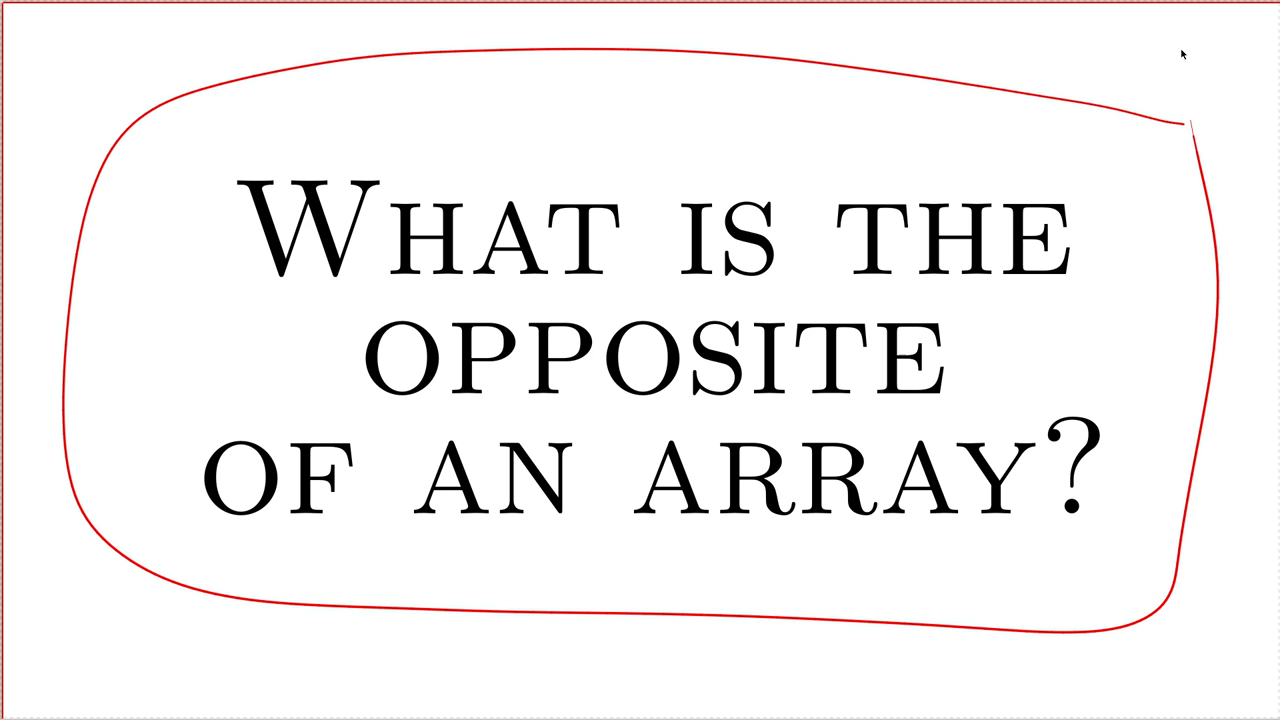 What is the
opposite
of an array?